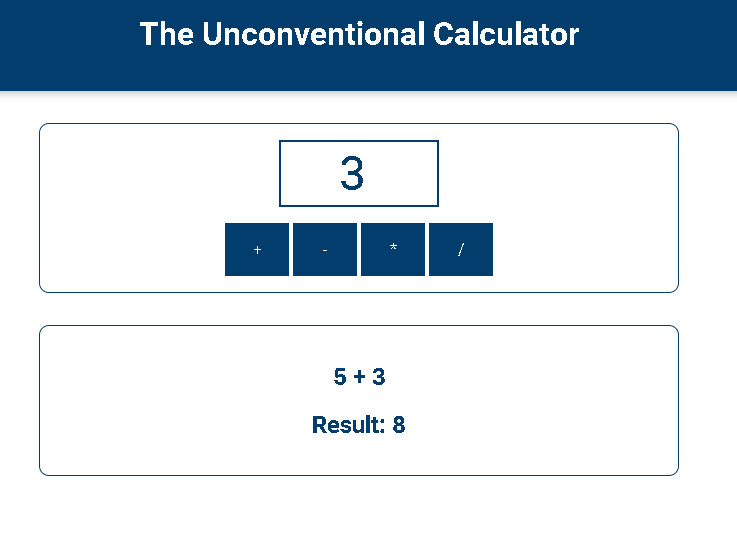 The Unconventional Calculator
3
+ - * /
5 + 3
Result: 8